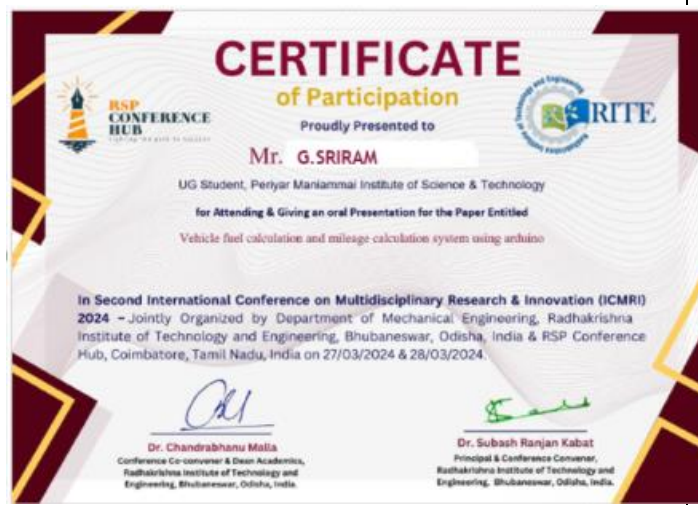 CERTIFICATE
of Participation
RSP
CONFERENCE
HUB
RITE
Proudly Presented to
Mr. G.SRIRAM
UG Student, Periyar Maniammai Institute of Science & Technology
for Attending & Giving an oral Presentation for the Paper Entitled
Vehicle fuel calculation and mileage calculation system using arduino
In Second International Conference on Multidisciplinary Research & Innovation (ICMRI)
2024 – Jointly Organized by Department of Mechanical Engineering, Radhakrishna
Institute of Technology and Engineering, Bhubaneswar, Odisha, India & RSP Conference
Hub, Coimbatore, Tamil Nadu, India on 27/03/2024 & 28/03/2024.
Dr. Chandrabhanu Malla
Conference Co-convener & Dean Academics,
Radhakrishna Institute of Technology and
Engineering, Bhubaneswar, Odisha, India.
Dr. Subash Ranjan Kabat
Principal & Conference Convener,
Radhakrishna Institute of Technology and
Engineering, Bhubaneswar, Odisha, India.